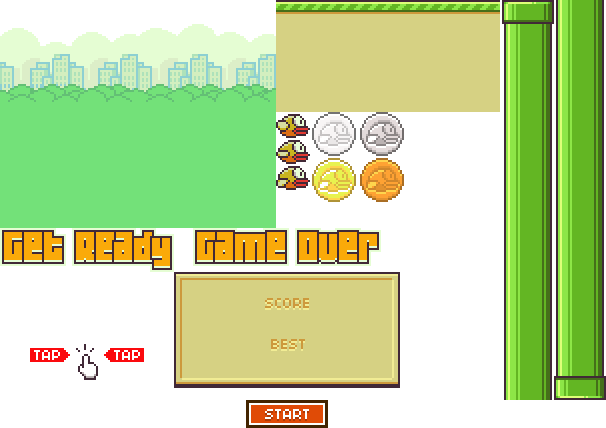 Get Ready Game Over
SCORE
BEST
TAP TAP
START